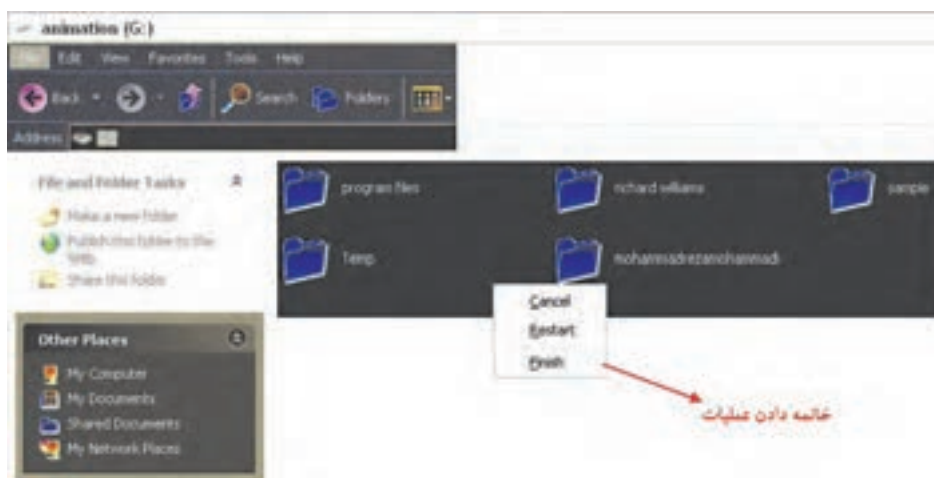 animation (G:)
File Edit View Favorites Tools Help
Back Search Folders
Address
File and Folder Tasks
Make a new folder
Publish this folder to the
Web
Share this folder
program files
richard williams
sample
Temp
mohammadrezamohammadi
Cancel
Restart
Finish
خاتمه دادن عملیات
Other Places
My Computer
My Documents
Shared Documents
My Network Places